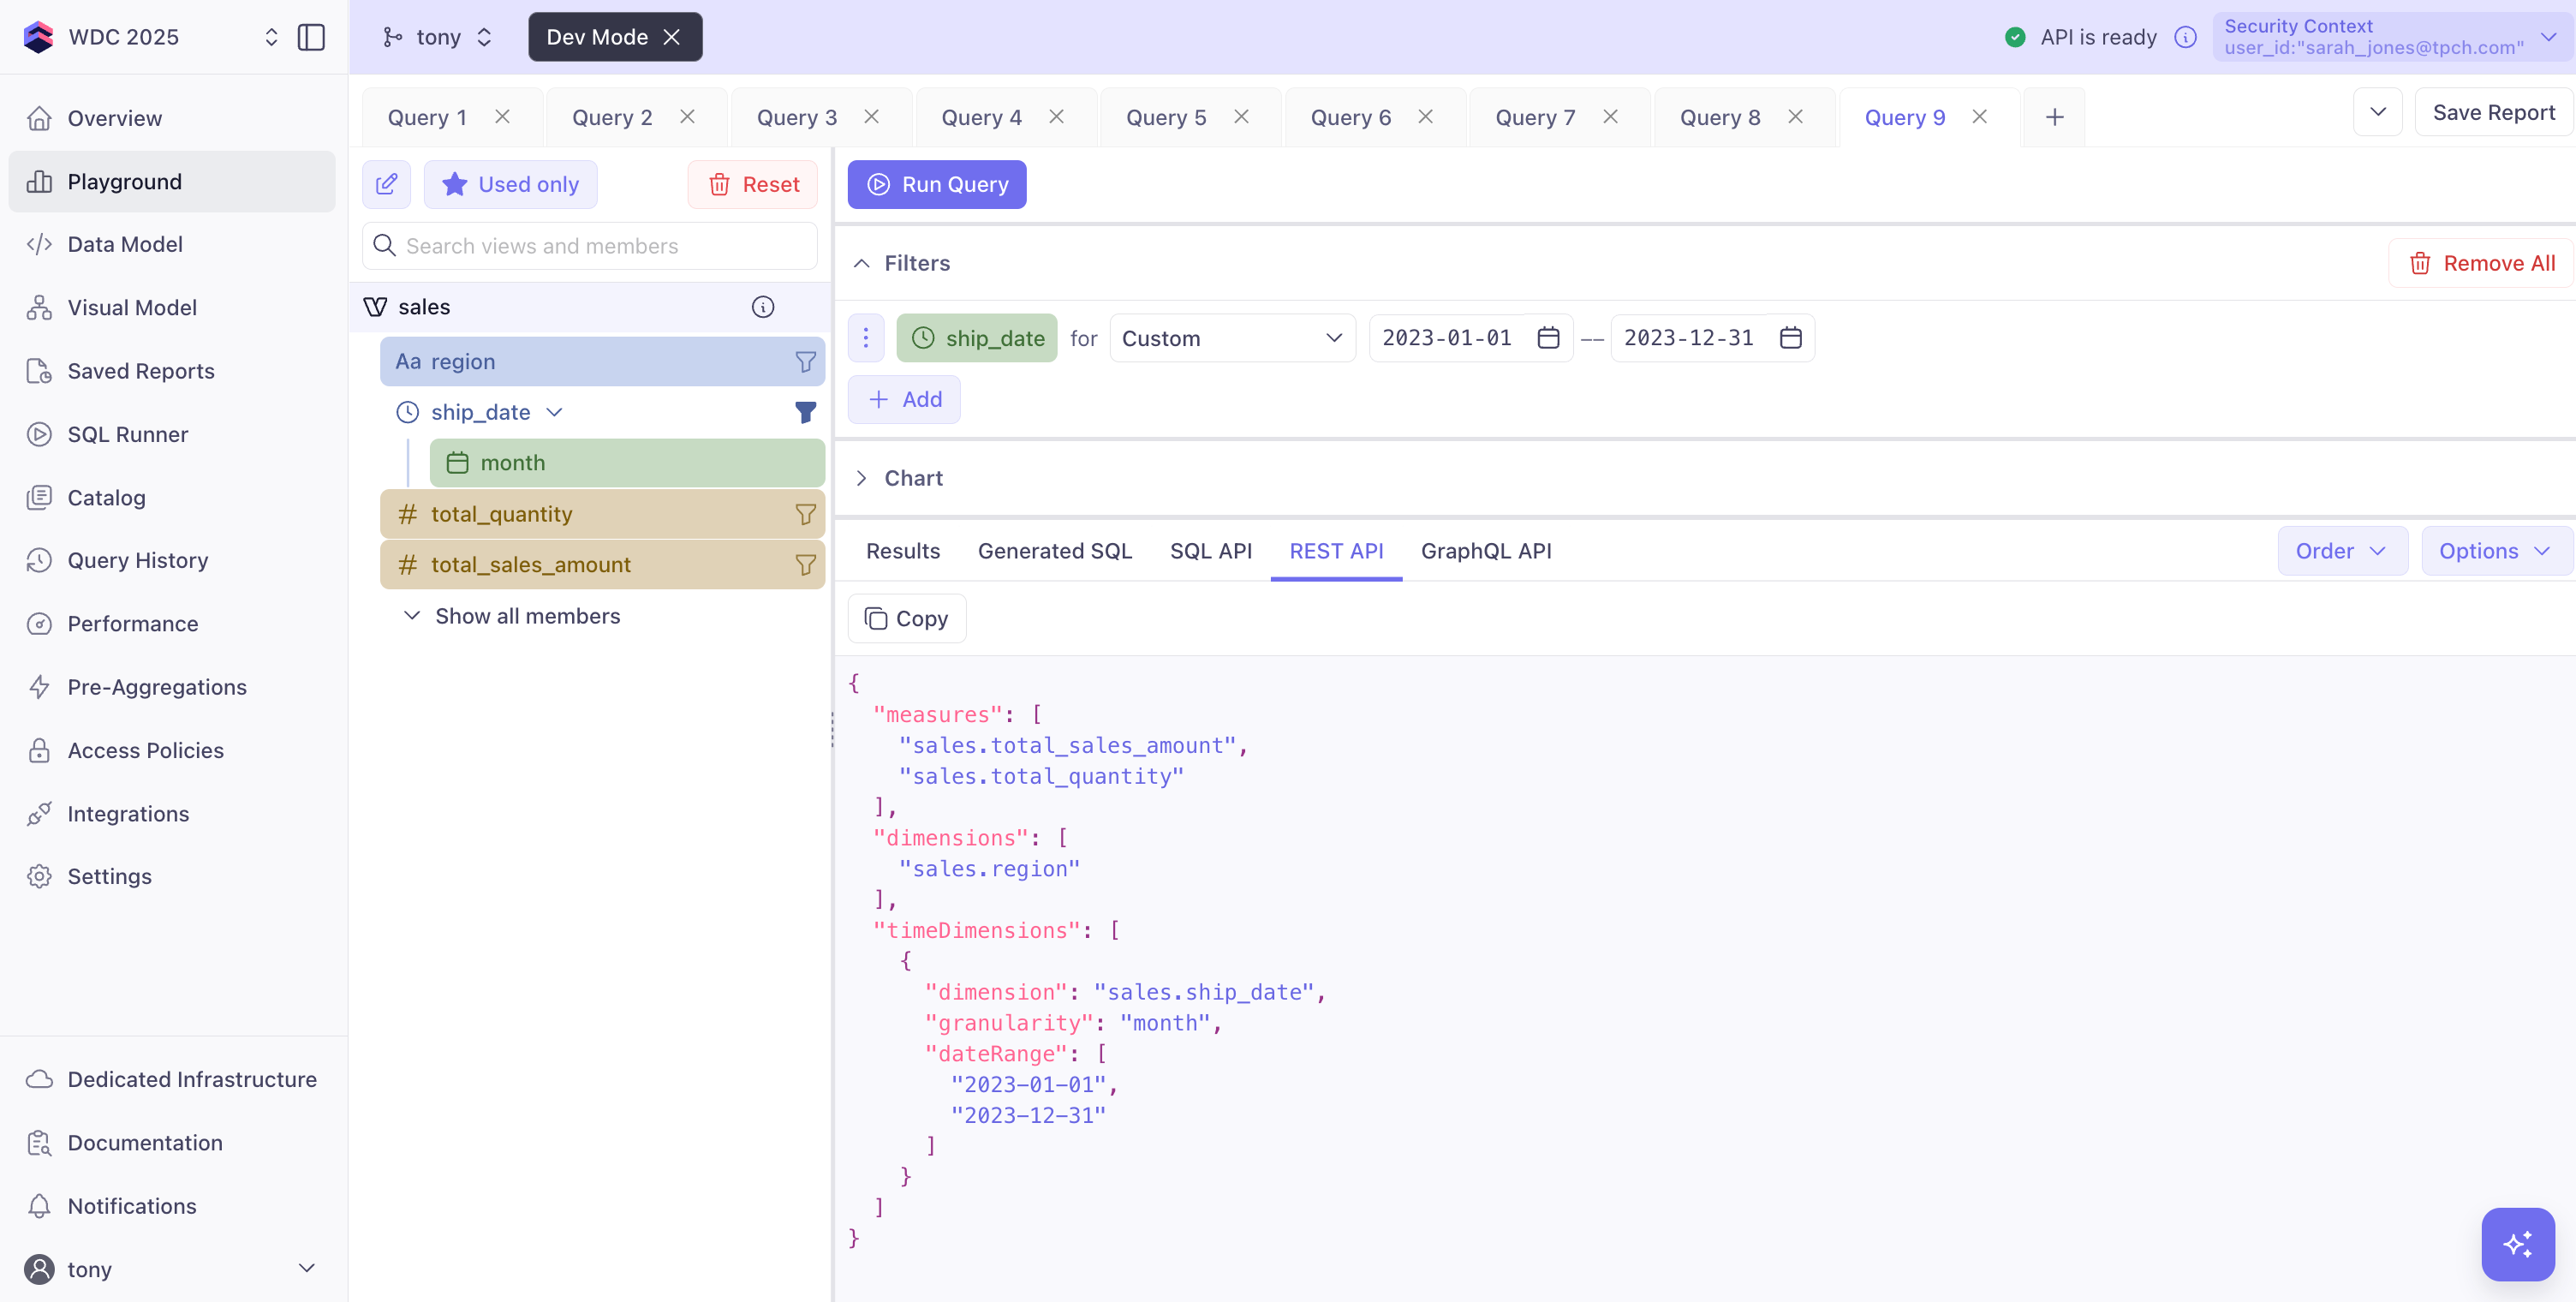 WDC 2025
tony
Dev Mode
API is ready
Security Context
user_id:"sarah_jones@tpch.com"
Overview
Playground
Data Model
Visual Model
Saved Reports
SQL Runner
Catalog
Query History
Performance
Pre-Aggregations
Access Policies
Integrations
Settings
Dedicated Infrastructure
Documentation
Notifications
tony
Query 1
Query 2
Query 3
Query 4
Query 5
Query 6
Query 7
Query 8
Query 9
Save Report
Used only
Reset
Search views and members
sales
Aa region
ship_date
month
# total_quantity
# total_sales_amount
Show all members
Run Query
Filters
Remove All
ship_date for Custom 2023-01-01 — 2023-12-31
+ Add
Chart
Results
Generated SQL
SQL API
REST API
GraphQL API
Order
Options
Copy
{
"measures": [
"sales.total_sales_amount",
"sales.total_quantity"
],
"dimensions": [
"sales.region"
],
"timeDimensions": [
{
"dimension": "sales.ship_date",
"granularity": "month",
"dateRange": [
"2023-01-01",
"2023-12-31"
]
}
]
}